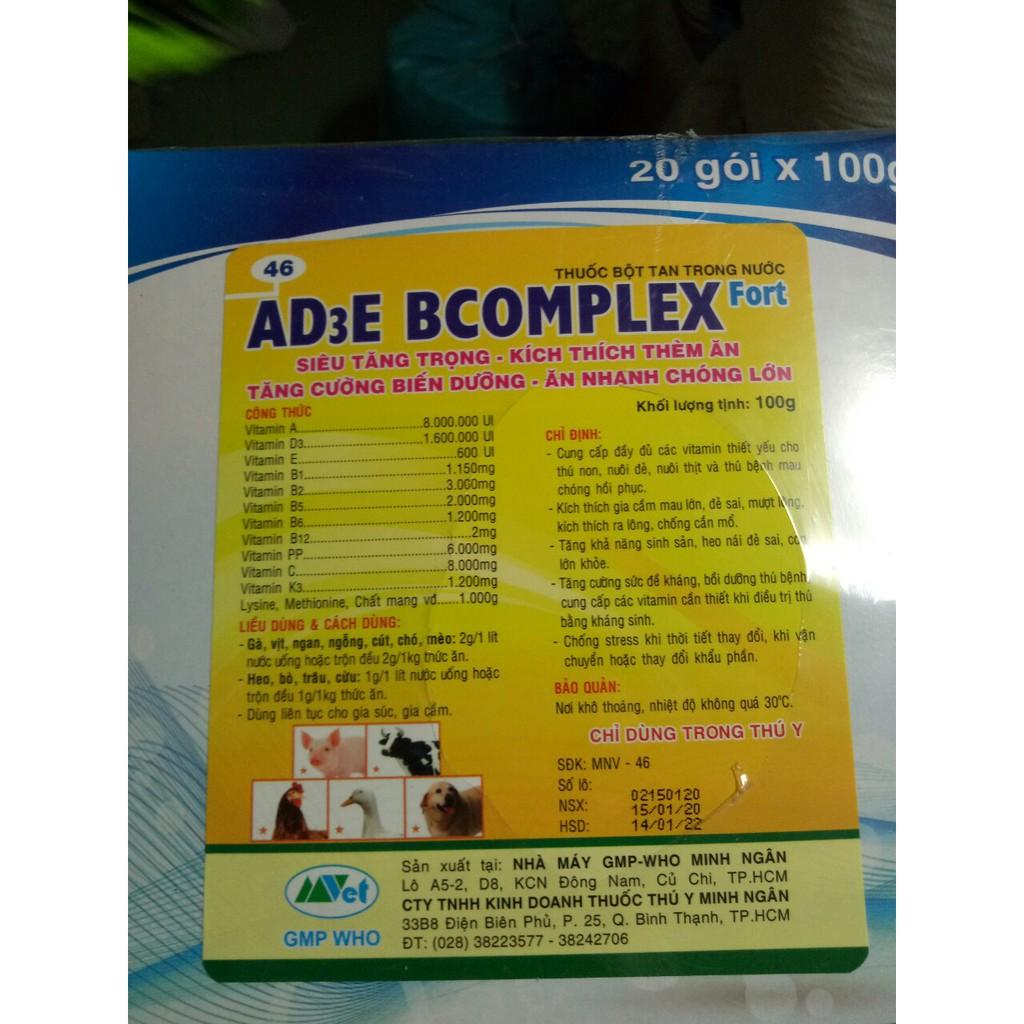 20 gói x 100g
46
THUỐC BỘT TAN TRONG NƯỚC
AD3E BCOMPLEX Fort
SIÊU TĂNG TRỌNG - KÍCH THÍCH THÈM ĂN
TĂNG CƯỜNG BIẾN DƯỠNG - ĂN NHANH CHÓNG LỚN
Khối lượng tịnh: 100g
CÔNG THỨC
Vitamin A..............................8.000.000 UI
Vitamin D3............................1.600.000 UI
Vitamin E.......................................600 UI
Vitamin B1...................................1.150mg
Vitamin B2...................................3.000mg
Vitamin B5...................................2.000mg
Vitamin B6...................................1.200mg
Vitamin B12........................................2mg
Vitamin PP...................................6.000mg
Vitamin C.....................................8.000mg
Vitamin K3...................................1.200mg
Lysine, Methionine, Chất mang vđ......1.000g
LIỀU DÙNG & CÁCH DÙNG:
- Gà, vịt, ngan, ngỗng, cút, chó, mèo: 2g/1 lít
nước uống hoặc trộn đều 2g/1kg thức ăn.
- Heo, bò, trâu, cừu: 1g/1 lít nước uống hoặc
trộn đều 1g/1kg thức ăn.
- Dùng liên tục cho gia súc, gia cầm.
CHỈ ĐỊNH:
- Cung cấp đầy đủ các vitamin thiết yếu cho
thú non, nuôi đẻ, nuôi thịt và thú bệnh mau
chóng hồi phục.
- Kích thích gia cầm mau lớn, đẻ sai, mượt lông,
kích thích ra lông, chống cắn mổ.
- Tăng khả năng sinh sản, heo nái đẻ sai, con
lớn khỏe.
- Tăng cường sức đề kháng, bồi dưỡng thú bệnh,
cung cấp các vitamin cần thiết khi điều trị thú
bằng kháng sinh.
- Chống stress khi thời tiết thay đổi, khi vận
chuyển hoặc thay đổi khẩu phần.
BẢO QUẢN:
Nơi khô thoáng, nhiệt độ không quá 30°C.
CHỈ DÙNG TRONG THÚ Y
SĐK: MNV - 46
Số lô: 02150120
NSX: 15/01/20
HSD: 14/01/22
MVet
GMP WHO
Sản xuất tại: NHÀ MÁY GMP-WHO MINH NGÂN
Lô A5-2, D8, KCN Đông Nam, Củ Chi, TP.HCM
CTY TNHH KINH DOANH THUỐC THÚ Y MINH NGÂN
33B8 Điện Biên Phủ, P. 25, Q. Bình Thạnh, TP.HCM
ĐT: (028) 38223577 - 38242706